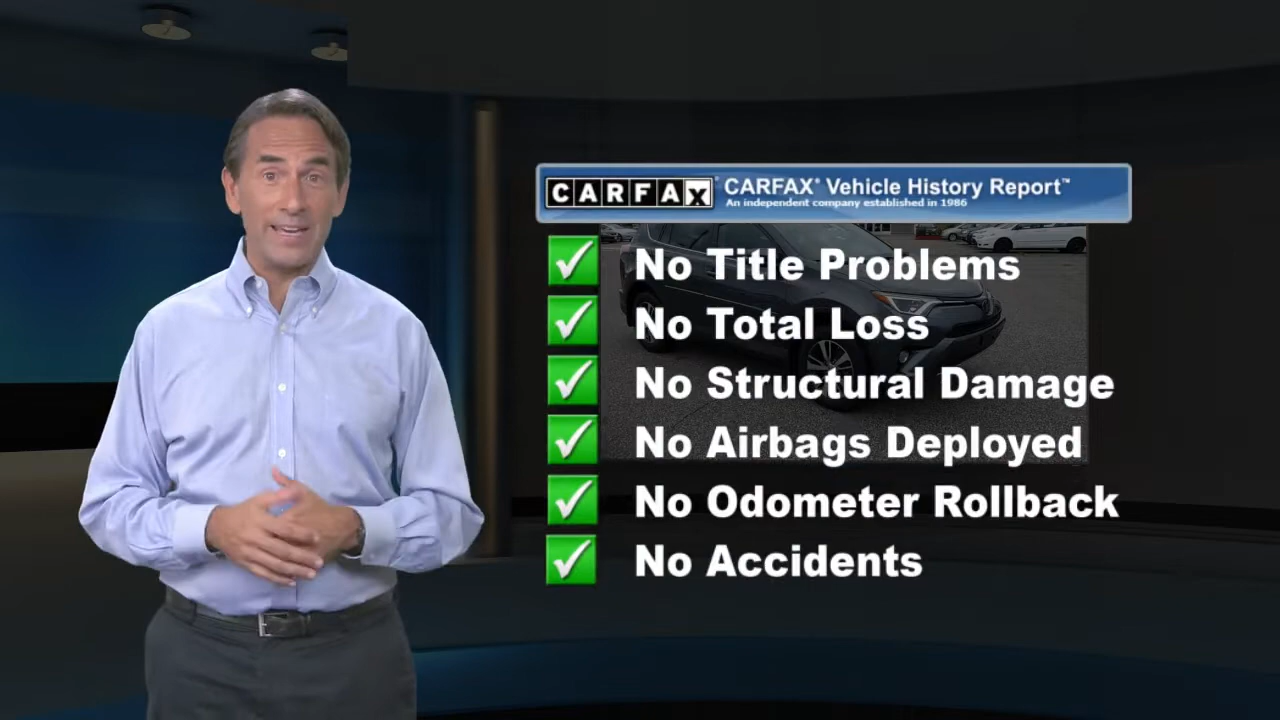 CARFAX® CARFAX® Vehicle History Report™
An independent company established in 1986
No Title Problems
No Total Loss
No Structural Damage
No Airbags Deployed
No Odometer Rollback
No Accidents